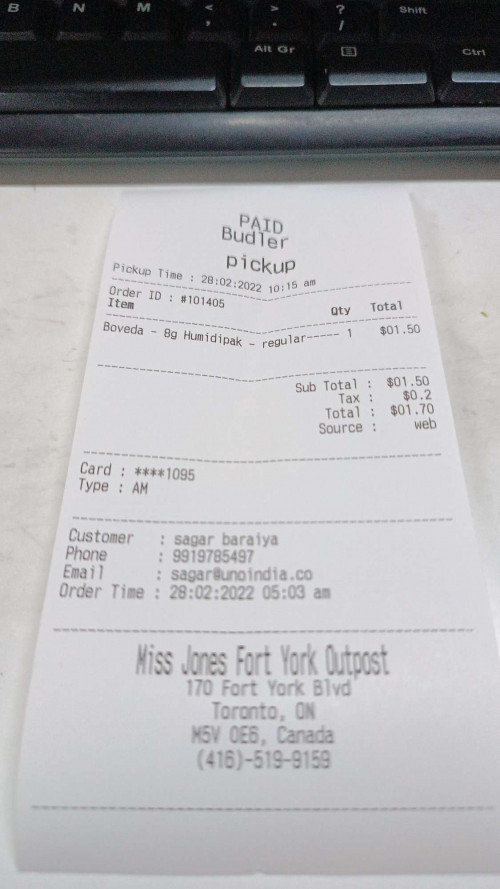 B N M < , > . ? / Shift
Alt Gr Ctrl
PAID
Budler
pickup
Pickup Time : 28:02:2022 10:15 am
Order ID : #101405
Item Qty Total
Boveda - 8g Humidipak - regular----- 1 $01.50
Sub Total : $01.50
Tax : $0.2
Total : $01.70
Source : web
Card : ****1095
Type : AM
Customer : sagar baraiya
Phone : 9919785497
Email : sagar@unoindia.co
Order Time : 28:02:2022 05:03 am
Miss Jones Fort York Outpost
170 Fort York Blvd
Toronto, ON
M5V 0E6, Canada
(416)-519-9159